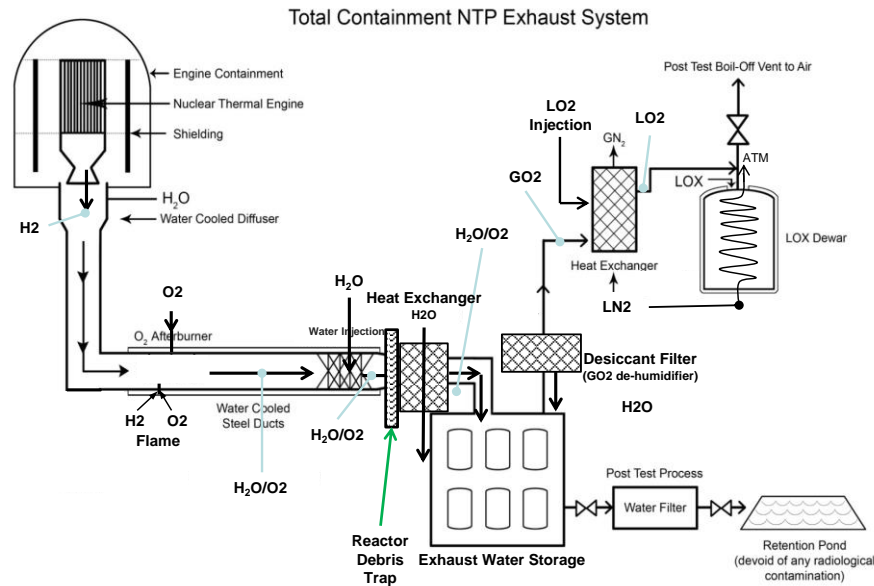 Total Containment NTP Exhaust System
Engine Containment
Nuclear Thermal Engine
Shielding
H2O
Water Cooled Diffuser
H2
O2
O2 Afterburner
H2O
Water Injection
Heat Exchanger
H2O
H2O/O2
H2
O2
Flame
Water Cooled
Steel Ducts
H2O/O2
H2O/O2
Reactor
Debris
Trap
Exhaust Water Storage
LO2
Injection
GN2
LO2
GO2
Heat Exchanger
LN2
Post Test Boil-Off Vent to Air
ATM
LOX
LOX Dewar
Desiccant Filter
(GO2 de-humidifier)
H2O
Post Test Process
Water Filter
Retention Pond
(devoid of any radiological
contamination)